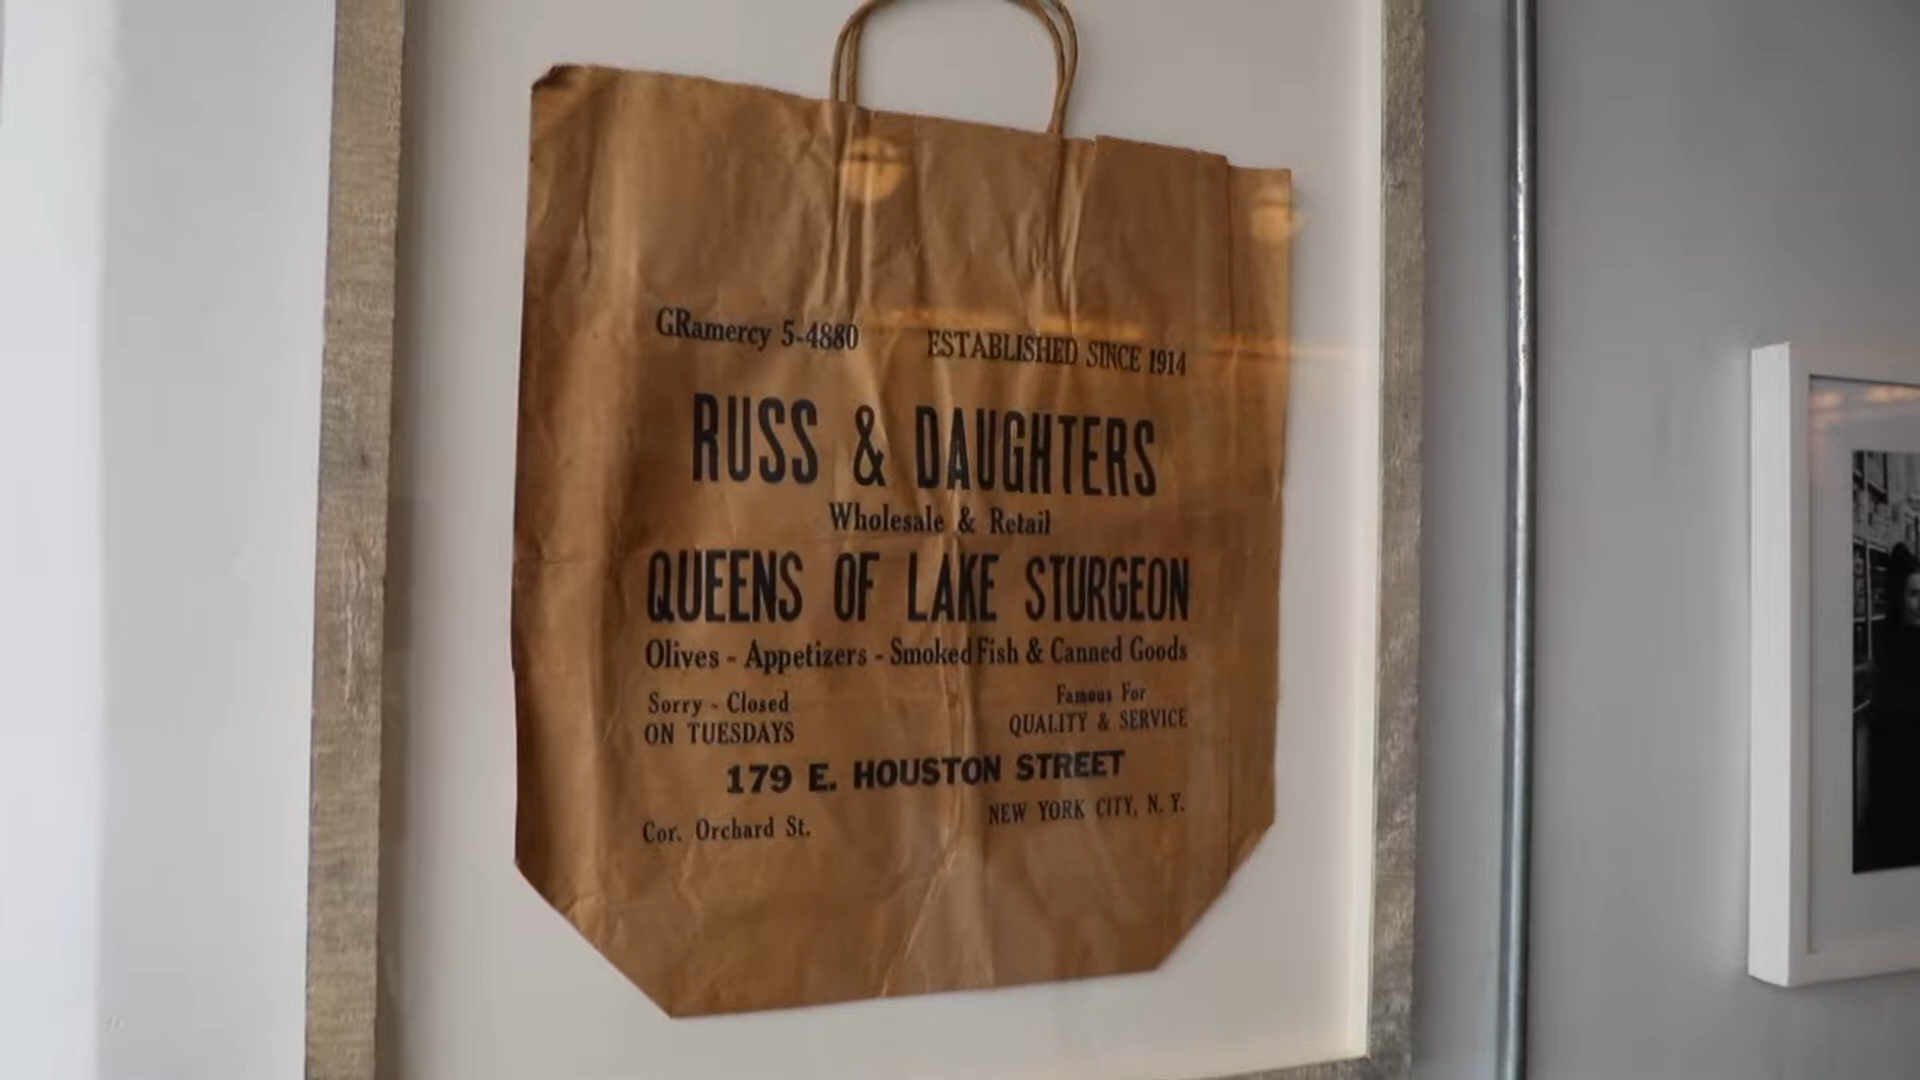 GRamercy 5-4880 ESTABLISHED SINCE 1914
RUSS & DAUGHTERS
Wholesale & Retail
QUEENS OF LAKE STURGEON
Olives - Appetizers - Smoked Fish & Canned Goods
Sorry - Closed
ON TUESDAYS
Famous For
QUALITY & SERVICE
179 E. HOUSTON STREET
Cor. Orchard St.
NEW YORK CITY, N. Y.